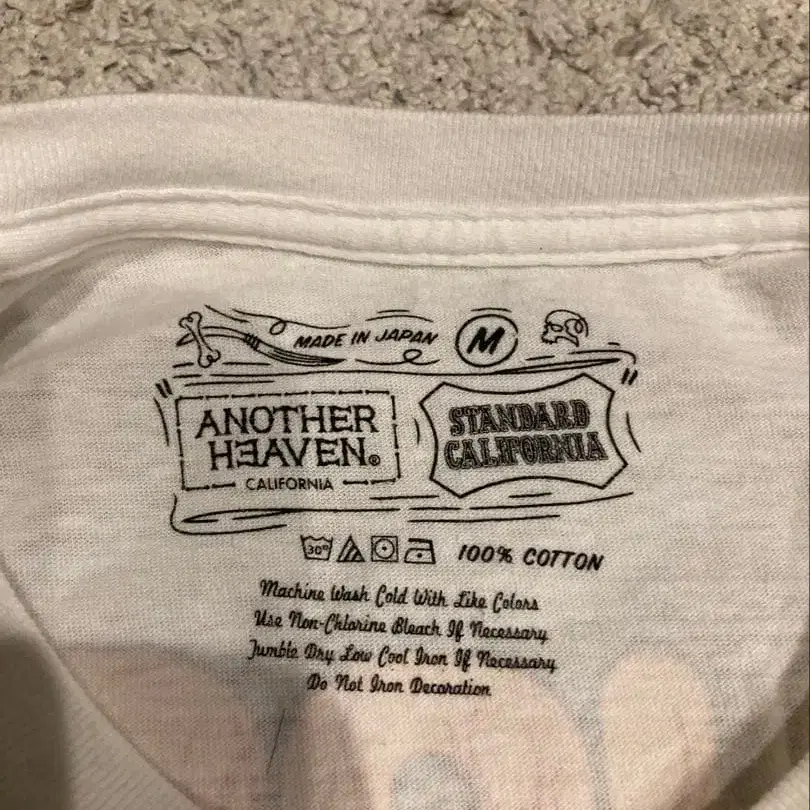 MADE IN JAPAN M
ANOTHER
HƎAVEN®
CALIFORNIA
STANDARD
CALIFORNIA
30° 100% COTTON
Machine Wash Cold With Like Colors
Use Non-Chlorine Bleach If Necessary
Tumble Dry Low Cool Iron If Necessary
Do Not Iron Decoration